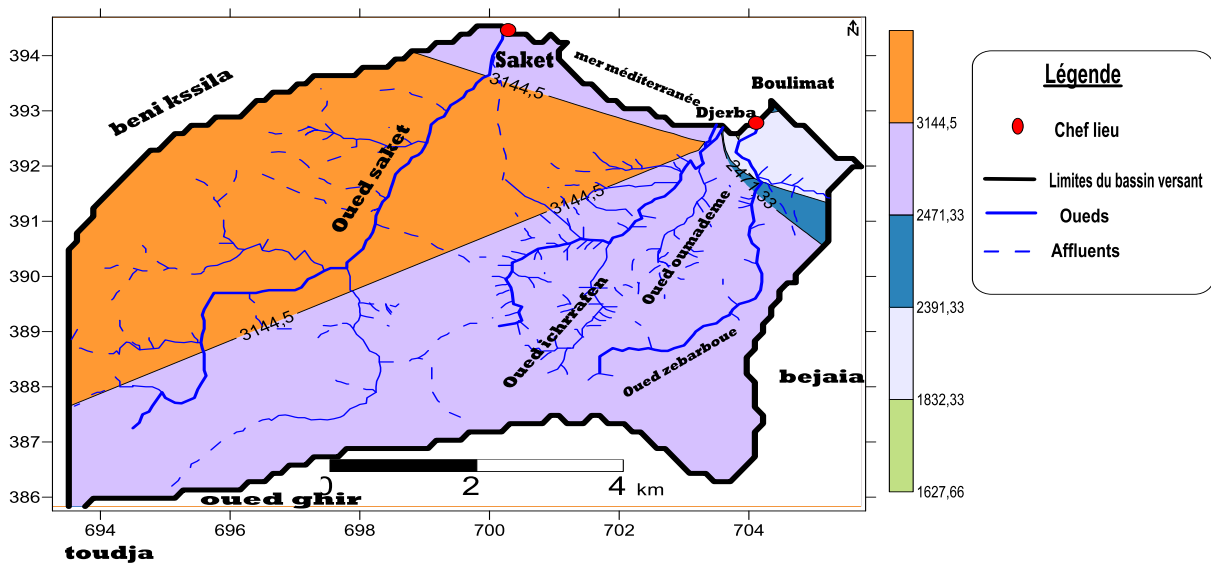 394
393
392
391
390
389
388
387
386
694
696
698
700
702
704
N
beni kssila
Saket
mer méditerranée
Boulimat
Djerba
3144,5
3144,5
3144,5
2471,33
Oued saket
Oued oumademe
Oued ichrrafen
Oued zebarboue
bejaia
0
2
4
km
oued ghir
toudja
3144,5
2471,33
2391,33
1832,33
1627,66
Légende
Chef lieu
Limites du bassin versant
Oueds
Affluents